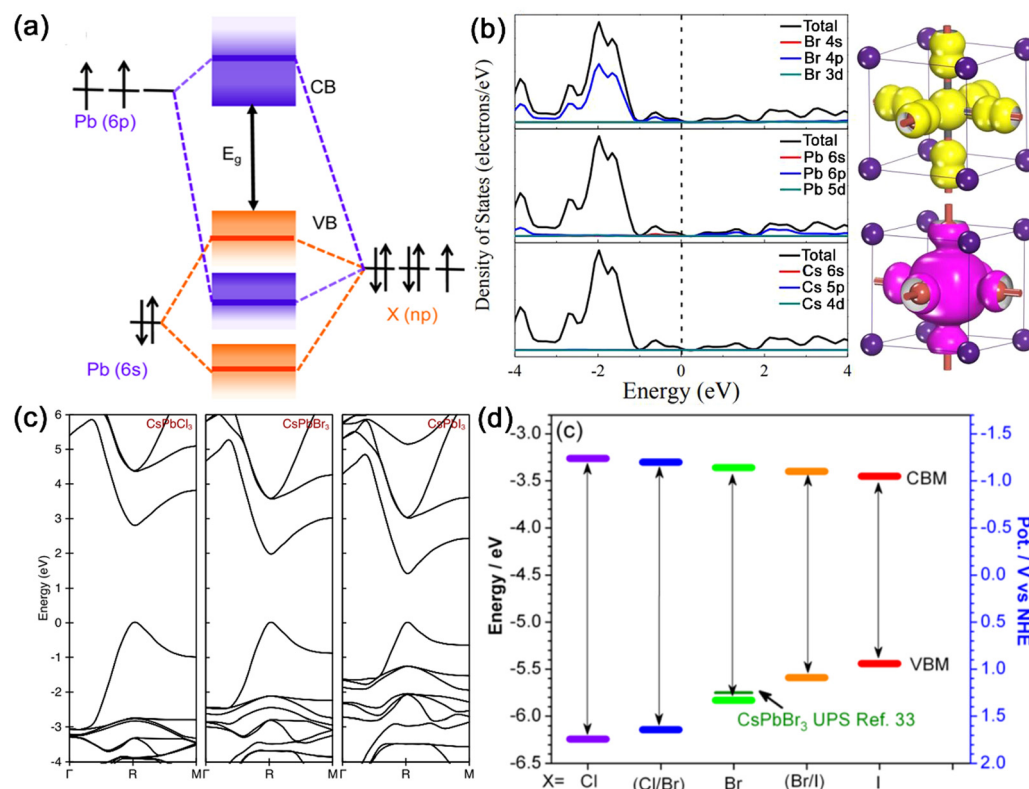 (a)
CB
Pb (6p)
E g
VB
X (np)
Pb (6s)
(b)
Density of States (electrons/eV)
Total
Br 4s
Br 4p
Br 3d
Total
Pb 6s
Pb 6p
Pb 5d
Total
Cs 6s
Cs 5p
Cs 4d
-4 -2 0 2 4
Energy (eV)
(c)
CsPbCl3 CsPbBr3 CsPbI3
Energy (eV)
6
5
4
3
2
1
0
-1
-2
-3
-4
Γ R M Γ R M Γ R M
(d)
(c)
Energy / eV
-3.0
-3.5
-4.0
-4.5
-5.0
-5.5
-6.0
-6.5
CBM
VBM
CsPbBr3 UPS Ref. 33
-1.5
-1.0
-0.5
0.0
0.5
1.0
1.5
2.0
Pot. / V vs NHE
X= Cl (Cl/Br) Br (Br/I) I